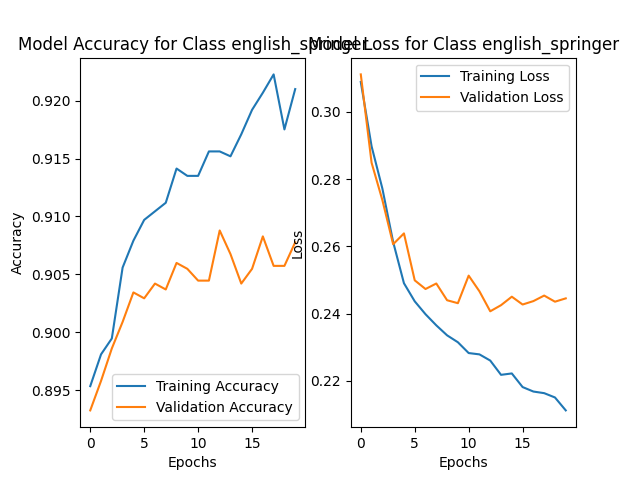 Model Accuracy for Class english_springer
Model Loss for Class english_springer
0.920
0.915
0.910
0.905
0.900
0.895
Accuracy
Training Accuracy
Validation Accuracy
0 5 10 15
Epochs
0.30
0.28
0.26
0.24
0.22
Loss
Training Loss
Validation Loss
0 5 10 15
Epochs